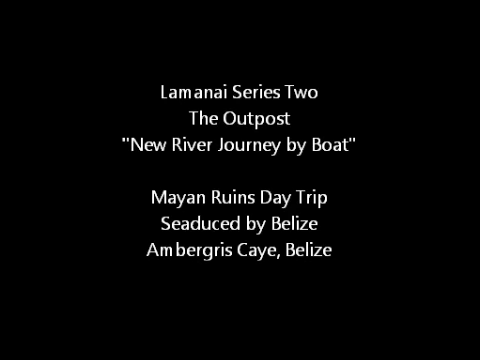 Lamanai Series Two
The Outpost
"New River Journey by Boat"
Mayan Ruins Day Trip
Seaduced by Belize
Ambergris Caye, Belize